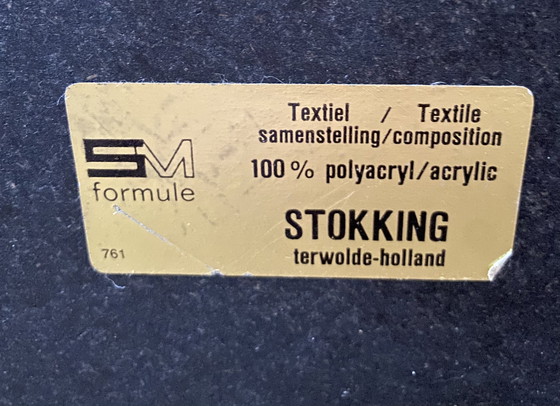 SM
formule
761
Textiel / Textile
samenstelling/composition
100% polyacryl/acrylic
STOKKING
terwolde-holland